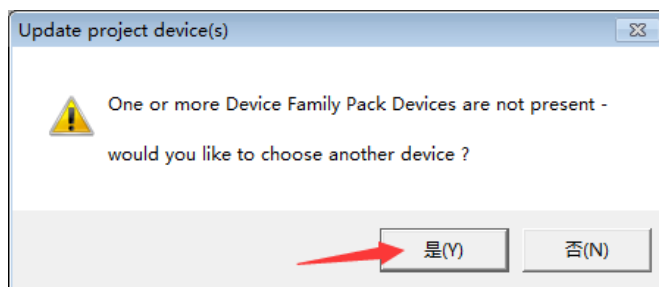 Update project device(s)
One or more Device Family Pack Devices are not present -
would you like to choose another device ?
是(Y)
否(N)